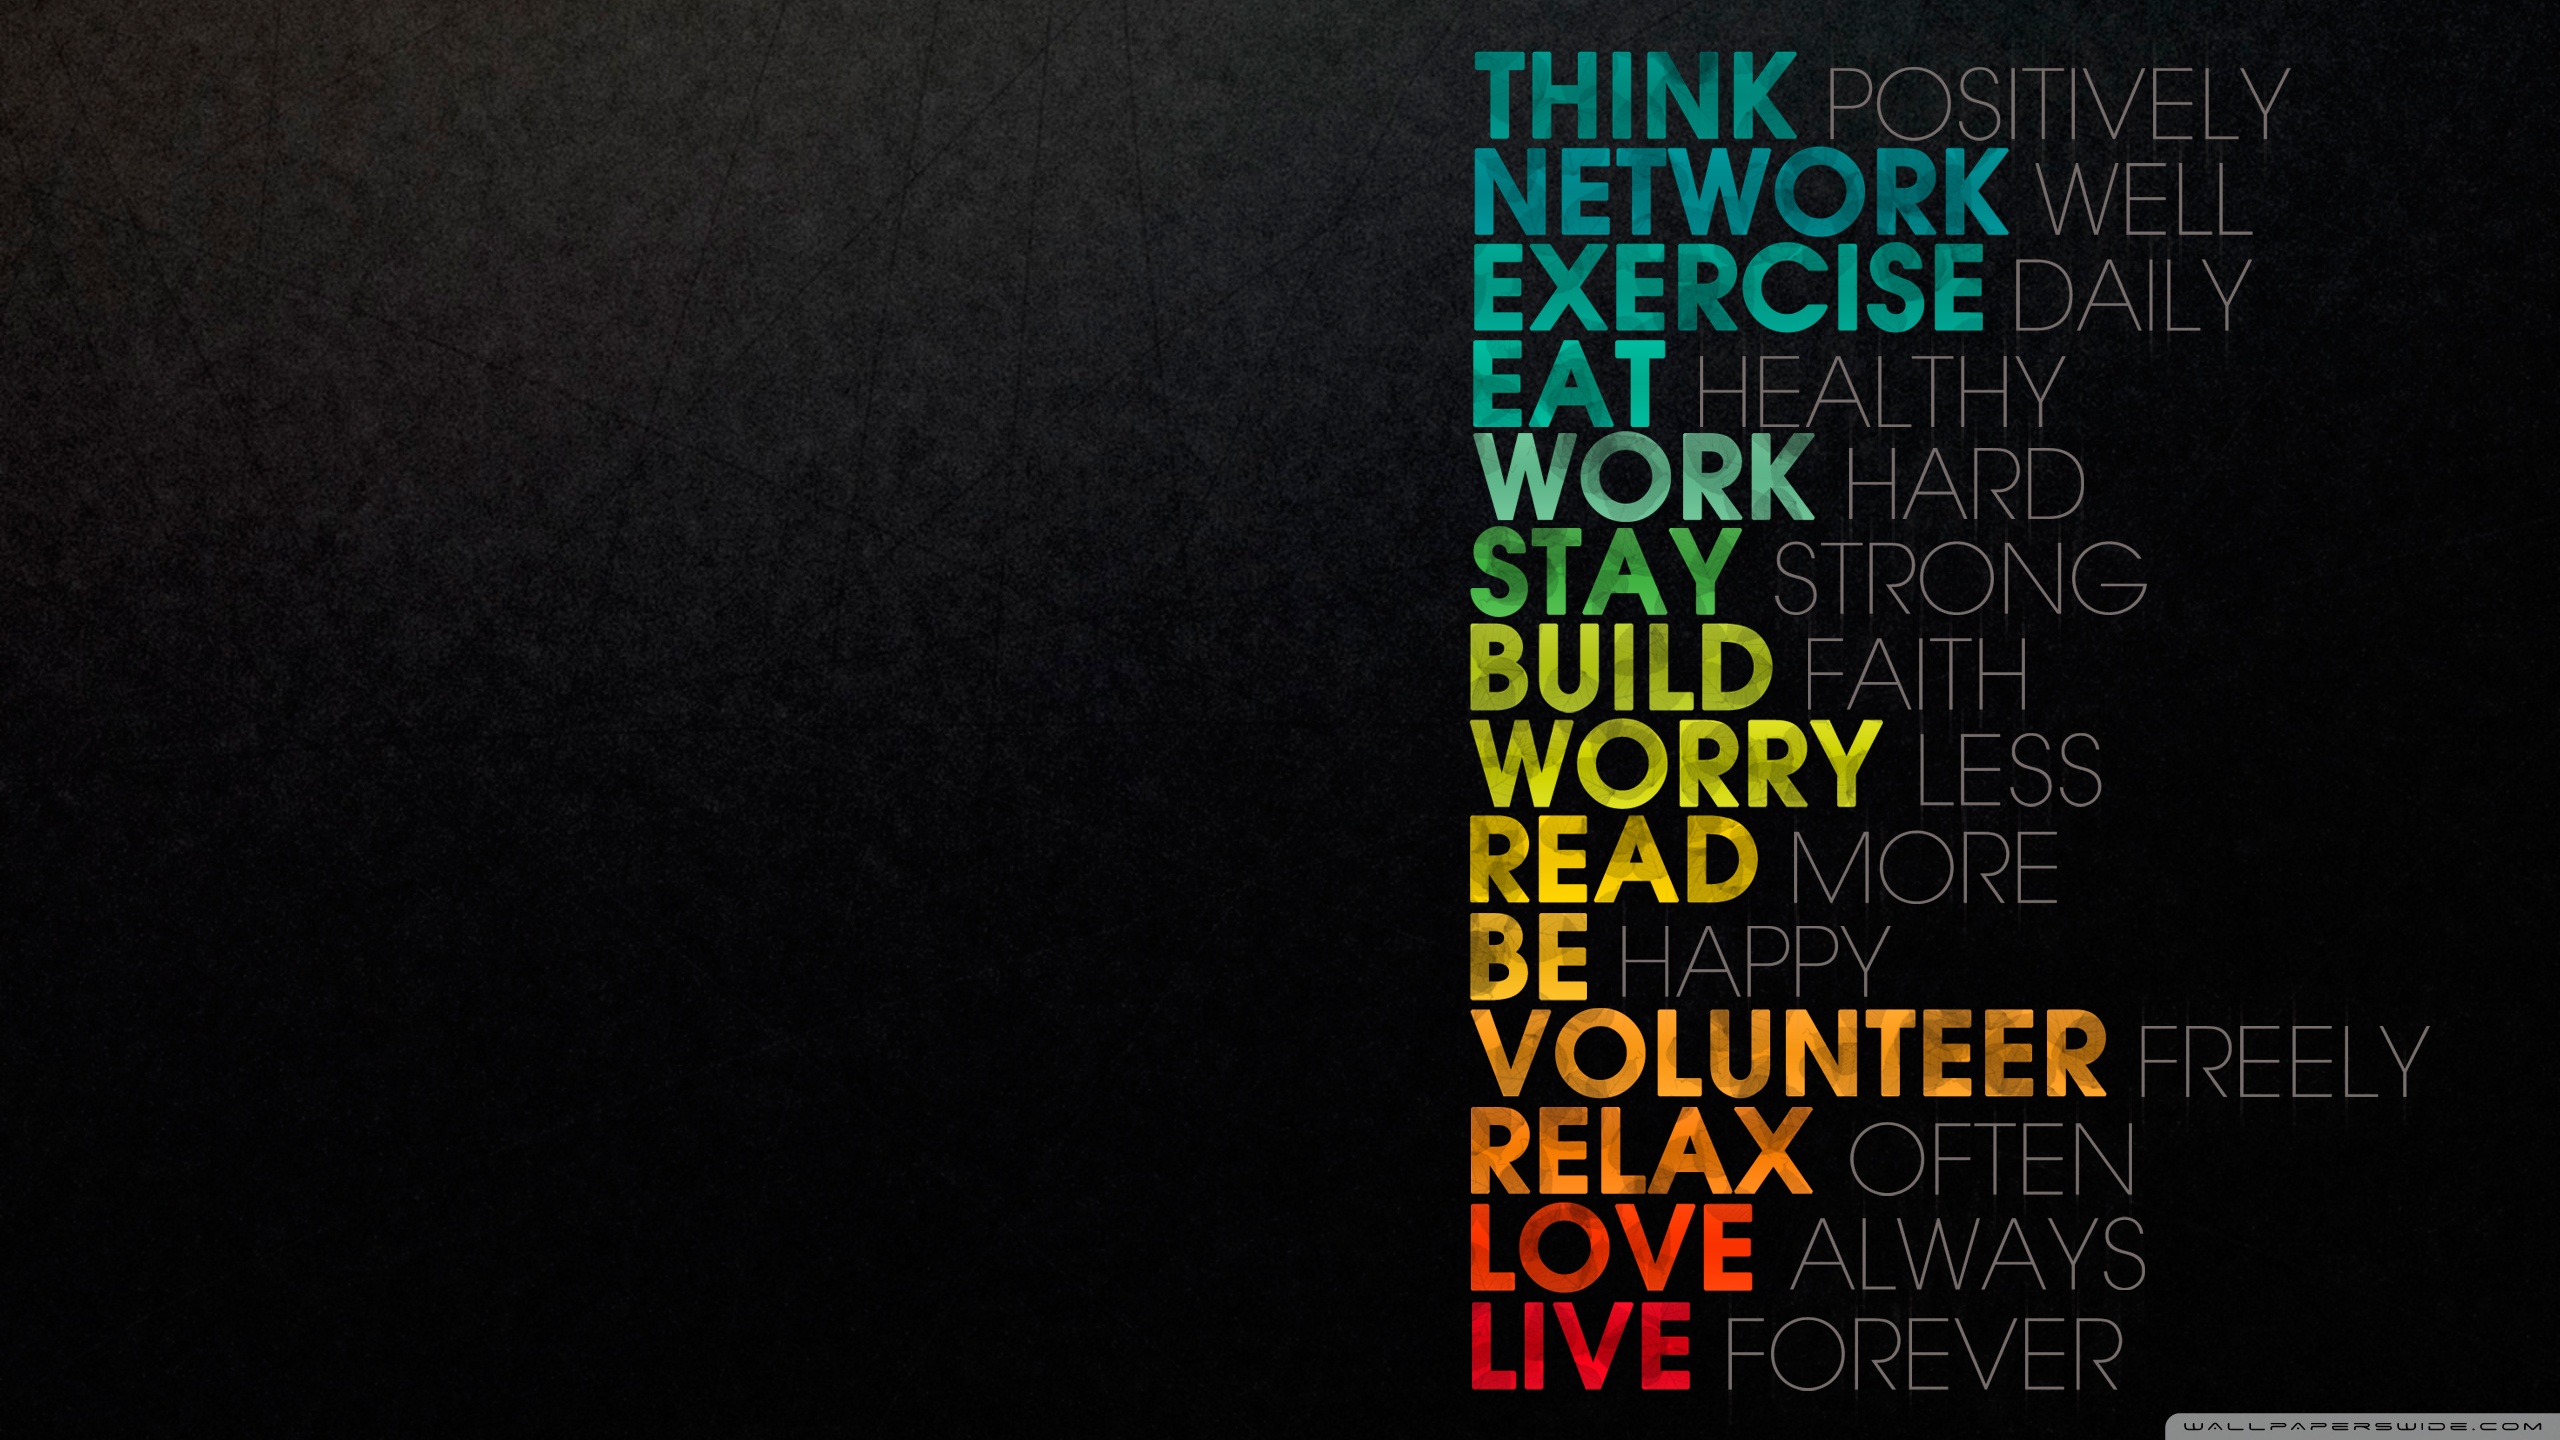 THINK POSITIVELY
NETWORK WELL
EXERCISE DAILY
EAT HEALTHY
WORK HARD
STAY STRONG
BUILD FAITH
WORRY LESS
READ MORE
BE HAPPY
VOLUNTEER FREELY
RELAX OFTEN
LOVE ALWAYS
LIVE FOREVER
WALLPAPERSWIDE.COM